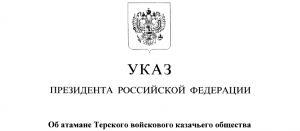 УКАЗ
ПРЕЗИДЕНТА РОССИЙСКОЙ ФЕДЕРАЦИИ
Об атамане Терского войскового казачьего общества